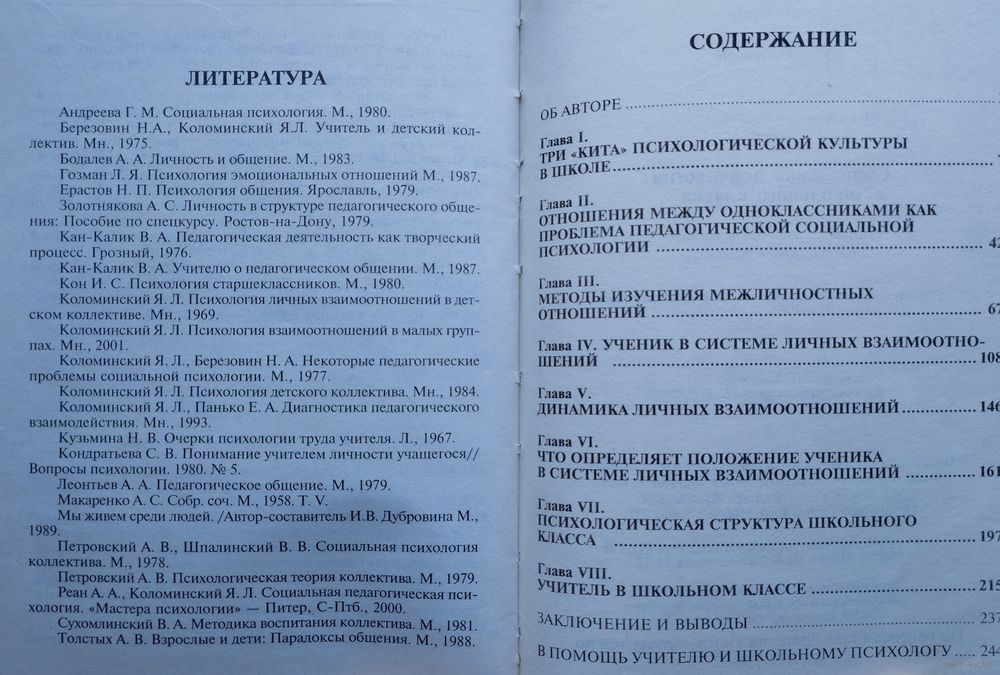 ЛИТЕРАТУРА
Андреева Г. М. Социальная психология. М., 1980.
Березовин Н.А., Коломинский Я.Л. Учитель и детский кол-
лектив. Мн., 1975.
Бодалев А. А. Личность и общение. М., 1983.
Гозман Л. Я. Психология эмоциональных отношений М., 1987.
Ерастов Н. П. Психология общения. Ярославль, 1979.
Золотнякова А. С. Личность в структуре педагогического обще-
ния: Пособие по спецкурсу. Ростов-на-Дону, 1979.
Кан-Калик В. А. Педагогическая деятельность как творческий
процесс. Грозный, 1976.
Кан-Калик В. А. Учителю о педагогическом общении. М., 1987.
Кон И. С. Психология старшеклассников. М., 1980.
Коломинский Я. Л. Психология личных взаимоотношений в дет-
ском коллективе. Мн., 1969.
Коломинский Я. Л. Психология взаимоотношений в малых груп-
пах. Мн., 2001.
Коломинский Я. Л., Березовин Н. А. Некоторые педагогические
проблемы социальной психологии. М., 1977.
Коломинский Я. Л. Психология детского коллектива. Мн., 1984.
Коломинский Я. Л., Панько Е. А. Диагностика педагогического
взаимодействия. Мн., 1993.
Кузьмина Н. В. Очерки психологии труда учителя. Л., 1967.
Кондратьева С. В. Понимание учителем личности учащегося//
Вопросы психологии. 1980. № 5.
Леонтьев А. А. Педагогическое общение. М., 1979.
Макаренко А. С. Собр. соч. М., 1958. Т. V.
Мы живем среди людей. /Автор-составитель И.В. Дубровина М.,
1989.
Петровский А. В., Шпалинский В. В. Социальная психология
коллектива. М., 1978.
Петровский А. В. Психологическая теория коллектива. М., 1979.
Реан А. А., Коломинский Я. Л. Социальная педагогическая пси-
хология. «Мастера психологии» — Питер, С-Птб., 2000.
Сухомлинский В. А. Методика воспитания коллектива. М., 1981.
Толстых А. В. Взрослые и дети: Парадоксы общения. М., 1988.
СОДЕРЖАНИЕ
ОБ АВТОРЕ
Глава I.
ТРИ «КИТА» ПСИХОЛОГИЧЕСКОЙ КУЛЬТУРЫ
В ШКОЛЕ
Глава II.
ОТНОШЕНИЯ МЕЖДУ ОДНОКЛАССНИКАМИ КАК
ПРОБЛЕМА ПЕДАГОГИЧЕСКОЙ СОЦИАЛЬНОЙ
ПСИХОЛОГИИ 42
Глава III.
МЕТОДЫ ИЗУЧЕНИЯ МЕЖЛИЧНОСТНЫХ
ОТНОШЕНИЙ 67
Глава IV. УЧЕНИК В СИСТЕМЕ ЛИЧНЫХ ВЗАИМООТНО-
ШЕНИЙ 108
Глава V.
ДИНАМИКА ЛИЧНЫХ ВЗАИМООТНОШЕНИЙ 146
Глава VI.
ЧТО ОПРЕДЕЛЯЕТ ПОЛОЖЕНИЕ УЧЕНИКА
В СИСТЕМЕ ЛИЧНЫХ ВЗАИМООТНОШЕНИЙ 161
Глава VII.
ПСИХОЛОГИЧЕСКАЯ СТРУКТУРА ШКОЛЬНОГО
КЛАССА 197
Глава VIII.
УЧИТЕЛЬ В ШКОЛЬНОМ КЛАССЕ 215
ЗАКЛЮЧЕНИЕ И ВЫВОДЫ 237
В ПОМОЩЬ УЧИТЕЛЮ И ШКОЛЬНОМУ ПСИХОЛОГУ 244